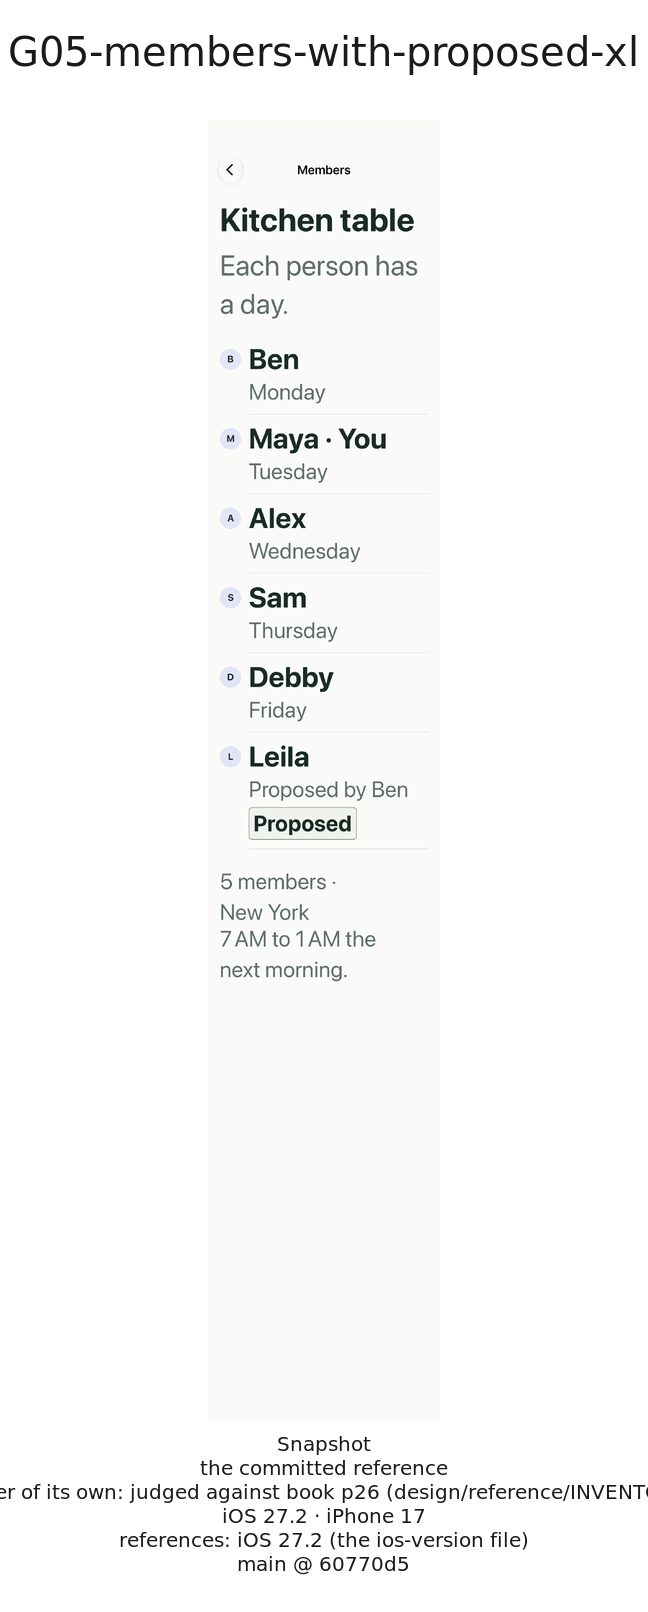 G05-members-with-proposed-xl
Members
Kitchen table
Each person has
a day.
B Ben
Monday
M Maya · You
Tuesday
A Alex
Wednesday
S Sam
Thursday
D Debby
Friday
L Leila
Proposed by Ben
Proposed
5 members ·
New York
7 AM to 1 AM the
next morning.
Snapshot
the committed reference
of its own: judged against book p26 (design/reference/
iOS 27.2 · iPhone 17
references: iOS 27.2 (the ios-version file)
main @ 60770d5